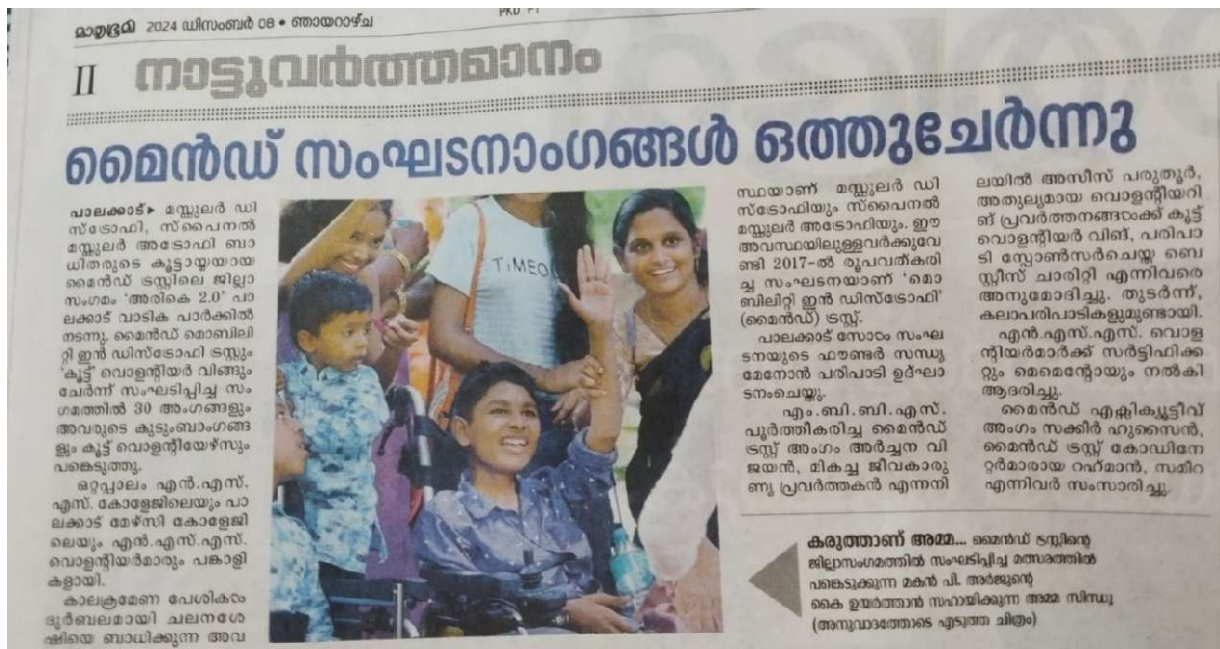 മാതൃഭൂമി 2024 ഡിസംബർ 08 • ഞായറാഴ്ച
PKD P1
II നാട്ടുവർത്തമാനം
മൈൻഡ് സംഘടനാംഗങ്ങൾ ഒത്തുചേർന്നു
പാലക്കാട്▸ മസ്കുലർ ഡി
സ്ട്രോഫി, സ്പൈനൽ
മസ്കുലർ അട്രോഫി ബാ
ധിതരുടെ കൂട്ടായ്മയായ
മൈൻഡ് ട്രസ്റ്റിലെ ജില്ലാ
സംഗമം ‘അരികെ 2.0’ പാ
ലക്കാട് വാടിക പാർക്കിൽ
നടന്നു. മൈൻഡ് മൊബിലി
റ്റി ഇൻ ഡിസ്ട്രോഫി ട്രസ്റ്റും
‘കൂട്ട്’ വൊളന്റിയർ വിങ്ങും
ചേർന്ന് സംഘടിപ്പിച്ച സം
ഗമത്തിൽ 30 അംഗങ്ങളും
അവരുടെ കുടുംബാംഗങ്ങ
ളും കൂട്ട് വൊളന്റിയേഴ്സും
പങ്കെടുത്തു.
ഒറ്റപ്പാലം എൻ.എസ്.
എസ്. കോളേജിലെയും പാ
ലക്കാട് മേഴ്സി കോളേജി
ലെയും എൻ.എസ്.എസ്.
വൊളന്റിയർമാരും പങ്കാളി
കളായി.
കാലക്രമേണ പേശികൾ
ദുർബലമായി ചലനശേ
ഷിയെ ബാധിക്കുന്ന അവ
TIMEO
സ്ഥയാണ് മസ്കുലർ ഡി
സ്ട്രോഫിയും സ്പൈനൽ
മസ്കുലർ അട്രോഫിയും. ഈ
അവസ്ഥയിലുള്ളവർക്കുവേ
ണ്ടി 2017-ൽ രൂപവത്കരി
ച്ച സംഘടനയാണ് ‘മൊ
ബിലിറ്റി ഇൻ ഡിസ്ട്രോഫി’
(മൈൻഡ്) ട്രസ്റ്റ്.
പാലക്കാട് സോൾ സംഘ
ടനയുടെ ഫൗണ്ടർ സന്ധ്യ
മേനോൻ പരിപാടി ഉദ്ഘാ
ടനംചെയ്തു.
എം.ബി.ബി.എസ്.
പൂർത്തീകരിച്ച മൈൻഡ്
ട്രസ്റ്റ് അംഗം അർച്ചന വി
ജയൻ, മികച്ച ജീവകാരു
ണ്യ പ്രവർത്തകൻ എന്നനി
ലയിൽ അസീസ് പരുതൂർ,
അതുല്യമായ വൊളന്റിയറി
ങ് പ്രവർത്തനങ്ങൾക്ക് കൂട്ട്
വൊളന്റിയർ വിങ്, പരിപാ
ടി സ്പോൺസർചെയ്ത ബെ
സ്റ്റീസ് ചാരിറ്റി എന്നിവരെ
അനുമോദിച്ചു. തുടർന്ന്,
കലാപരിപാടികളുമുണ്ടായി.
എൻ.എസ്.എസ്. വൊള
ന്റിയർമാർക്ക് സർട്ടിഫിക്ക
റ്റും മെമെന്റോയും നൽകി
ആദരിച്ചു.
മൈൻഡ് എക്സിക്യൂട്ടീവ്
അംഗം സക്കീർ ഹുസൈൻ,
മൈൻഡ് ട്രസ്റ്റ് കോഡിനേ
റ്റർമാരായ റഹ്‌മാൻ, സമീറ
എന്നിവർ സംസാരിച്ചു.
കരുത്താണ് അമ്മ... മൈൻഡ് ട്രസ്റ്റിന്റെ
ജില്ലാസംഗമത്തിൽ സംഘടിപ്പിച്ച മത്സരത്തിൽ
പങ്കെടുക്കുന്ന മകൻ പി. അർജുന്റെ
കൈ ഉയർത്താൻ സഹായിക്കുന്ന അമ്മ സിന്ധു
(അനുവാദത്തോടെ എടുത്ത ചിത്രം)